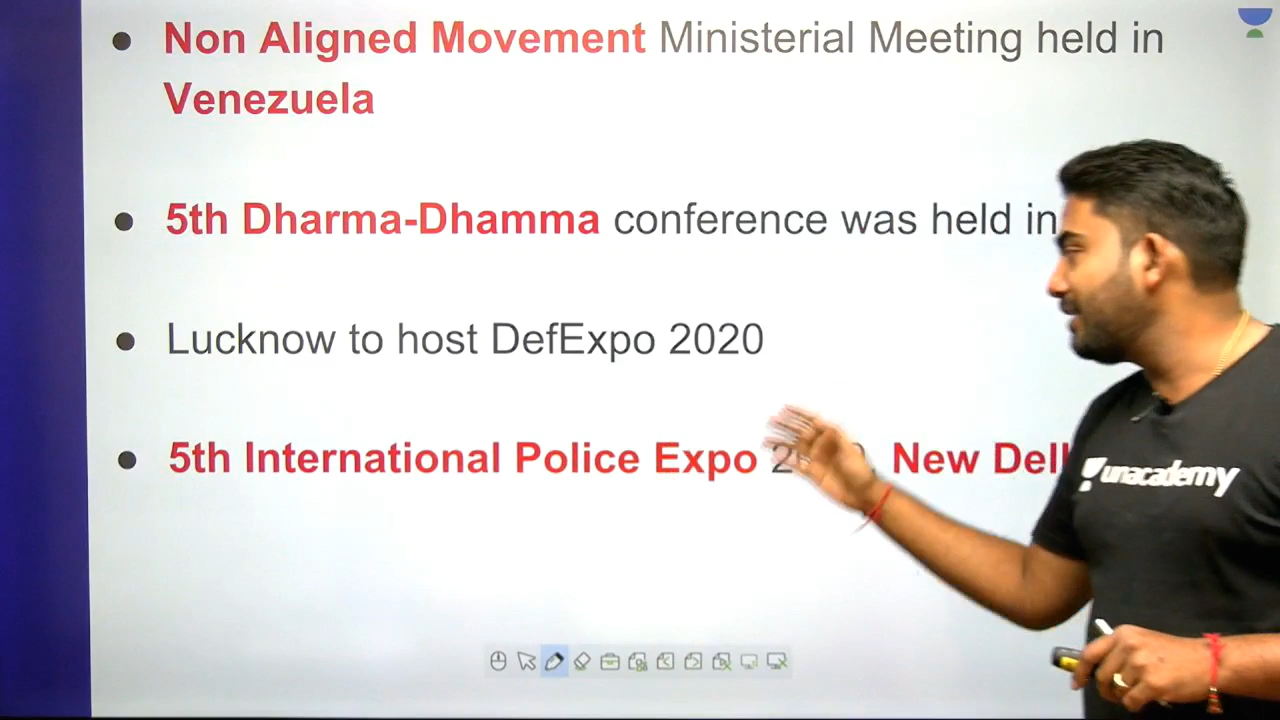 Non Aligned Movement Ministerial Meeting held in
Venezuela
5th Dharma-Dhamma conference was held in
Lucknow to host DefExpo 2020
5th International Police Expo New
unacademy